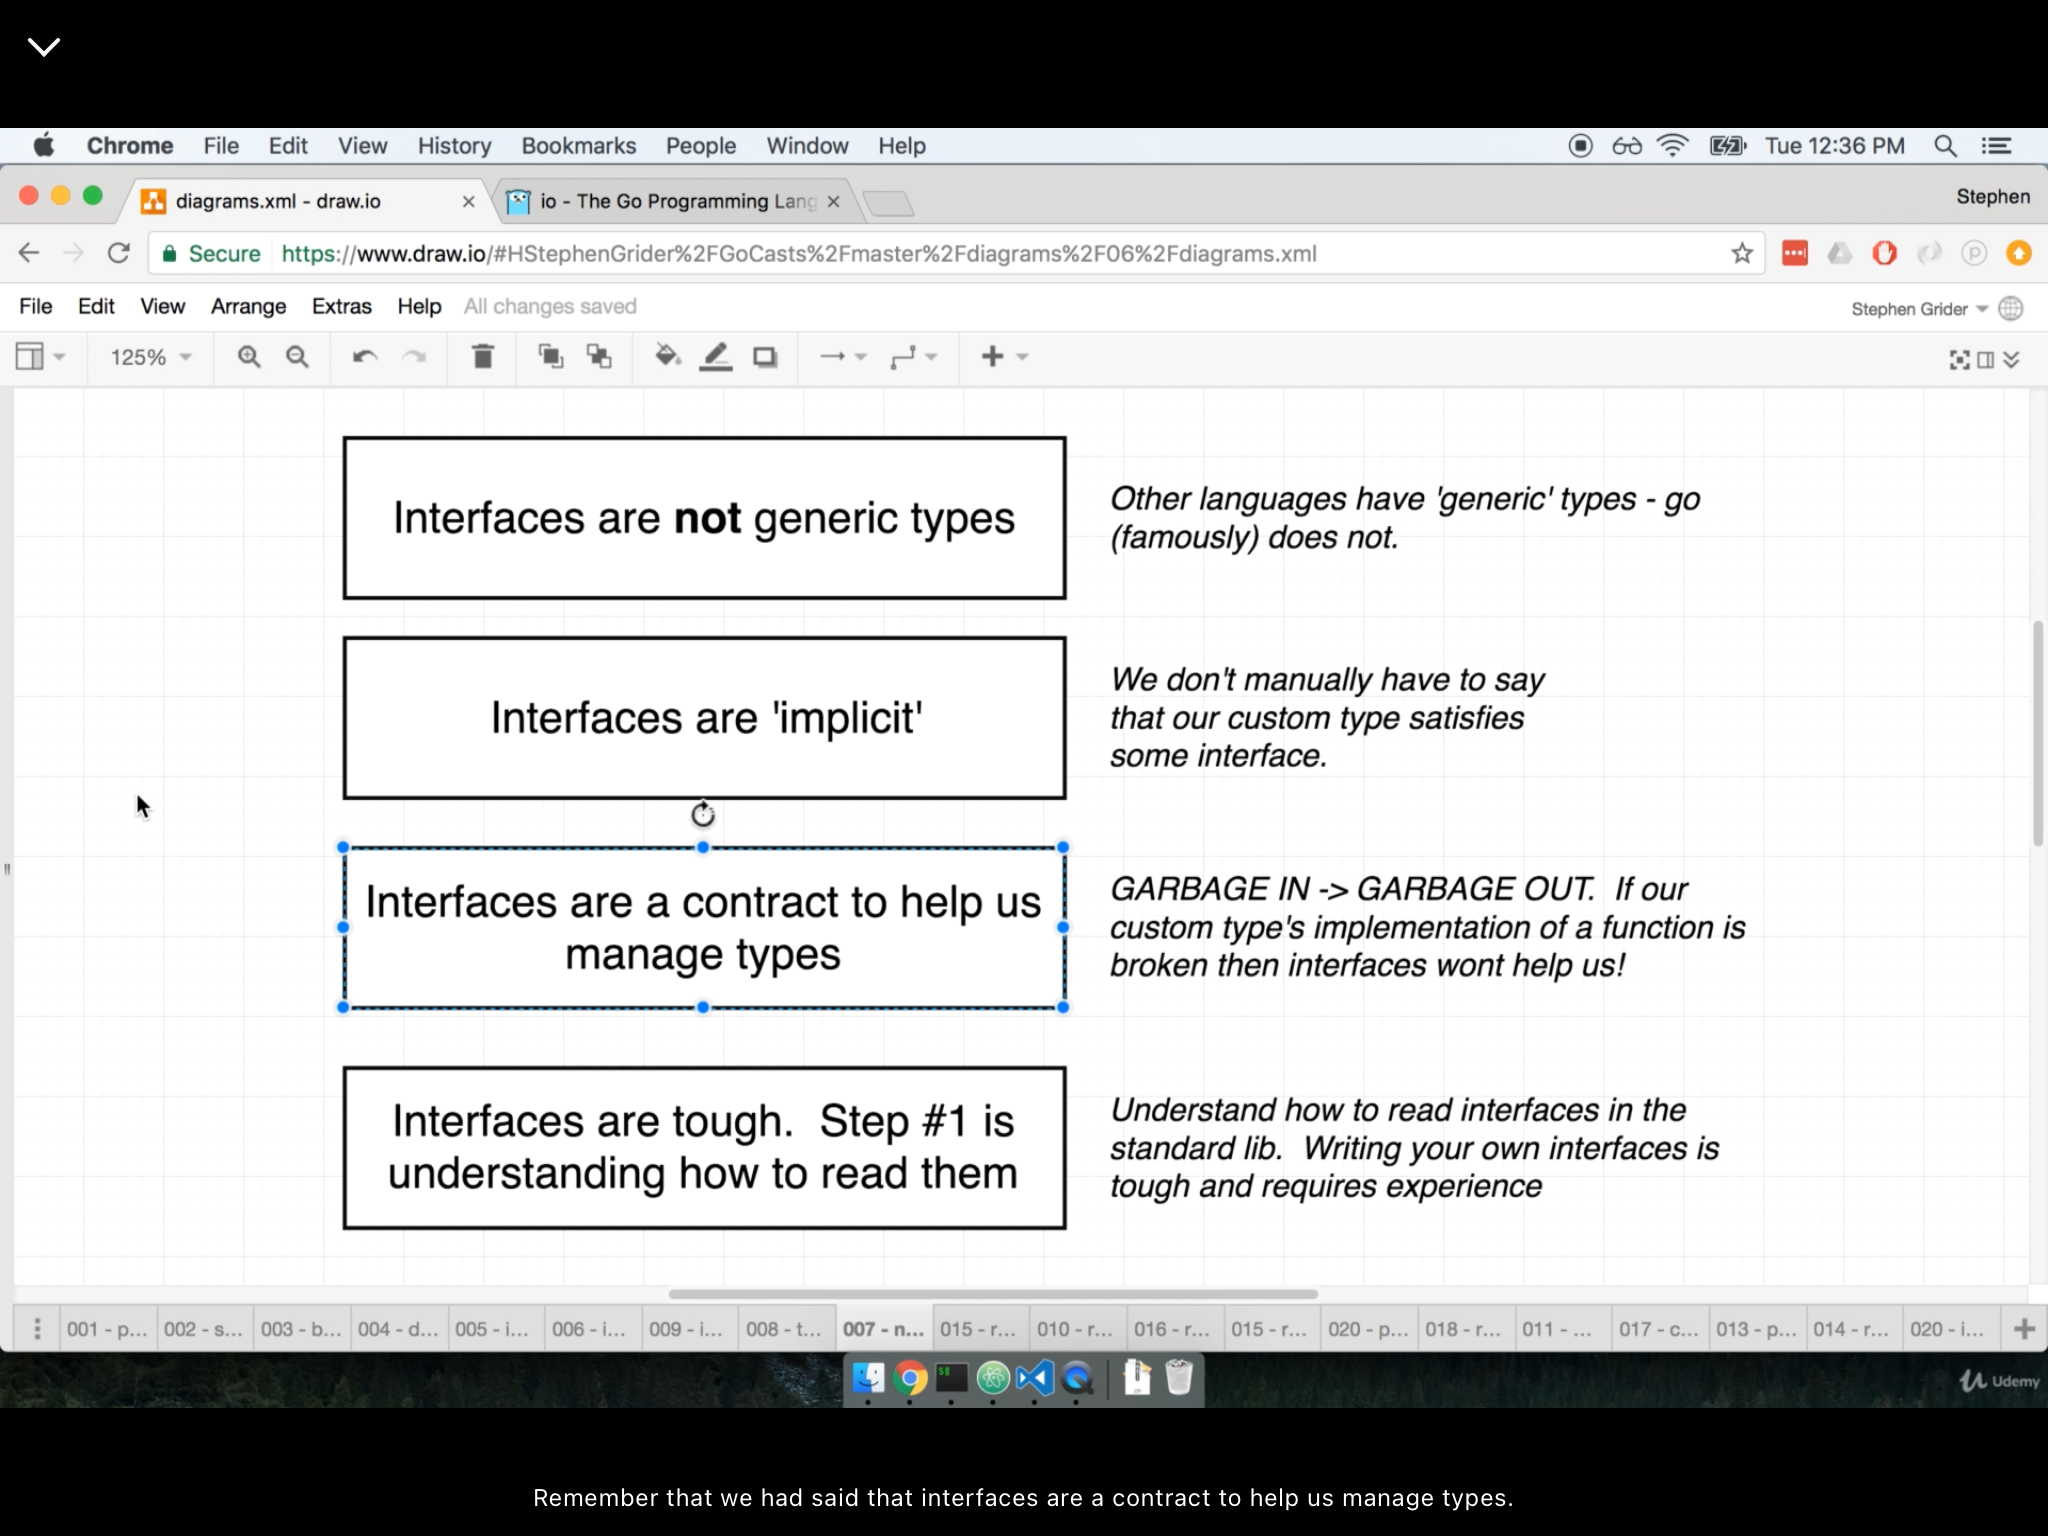 Chrome File Edit View History Bookmarks People Window Help Tue 12:36 PM
diagrams.xml - draw.io io - The Go Programming Lang Stephen
Secure https://www.draw.io/#HStephenGrider%2FGoCasts%2Fmaster%2Fdiagrams%2F06%2Fdiagrams.xml
File Edit View Arrange Extras Help All changes saved Stephen Grider
125%
Interfaces are not generic types
Other languages have 'generic' types - go
(famously) does not.
Interfaces are 'implicit'
We don't manually have to say
that our custom type satisfies
some interface.
Interfaces are a contract to help us
manage types
GARBAGE IN -> GARBAGE OUT. If our
custom type's implementation of a function is
broken then interfaces wont help us!
Interfaces are tough. Step #1 is
understanding how to read them
Understand how to read interfaces in the
standard lib. Writing your own interfaces is
tough and requires experience
001 - p... 002 - s... 003 - b... 004 - d... 005 - i... 006 - i... 009 - i... 008 - t... 007 - n... 015 - r... 010 - r... 016 - r... 015 - r... 020 - p... 018 - r... 011 - ... 017 - c... 013 - p... 014 - r... 020 - i...
Udemy
Remember that we had said that interfaces are a contract to help us manage types.